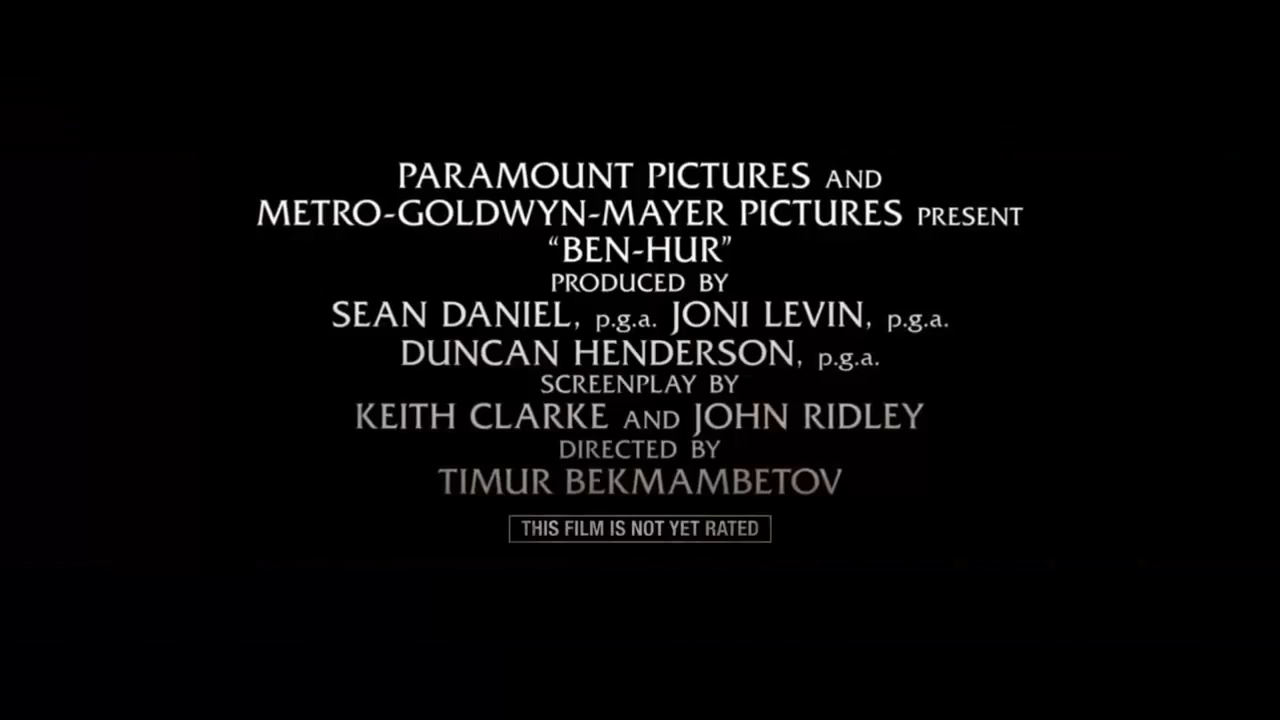 PARAMOUNT PICTURES AND
METRO-GOLDWYN-MAYER PICTURES PRESENT
“BEN-HUR”
PRODUCED BY
SEAN DANIEL, p.g.a. JONI LEVIN, p.g.a.
DUNCAN HENDERSON, p.g.a.
SCREENPLAY BY
KEITH CLARKE AND JOHN RIDLEY
DIRECTED BY
TIMUR BEKMAMBETOV
THIS FILM IS NOT YET RATED